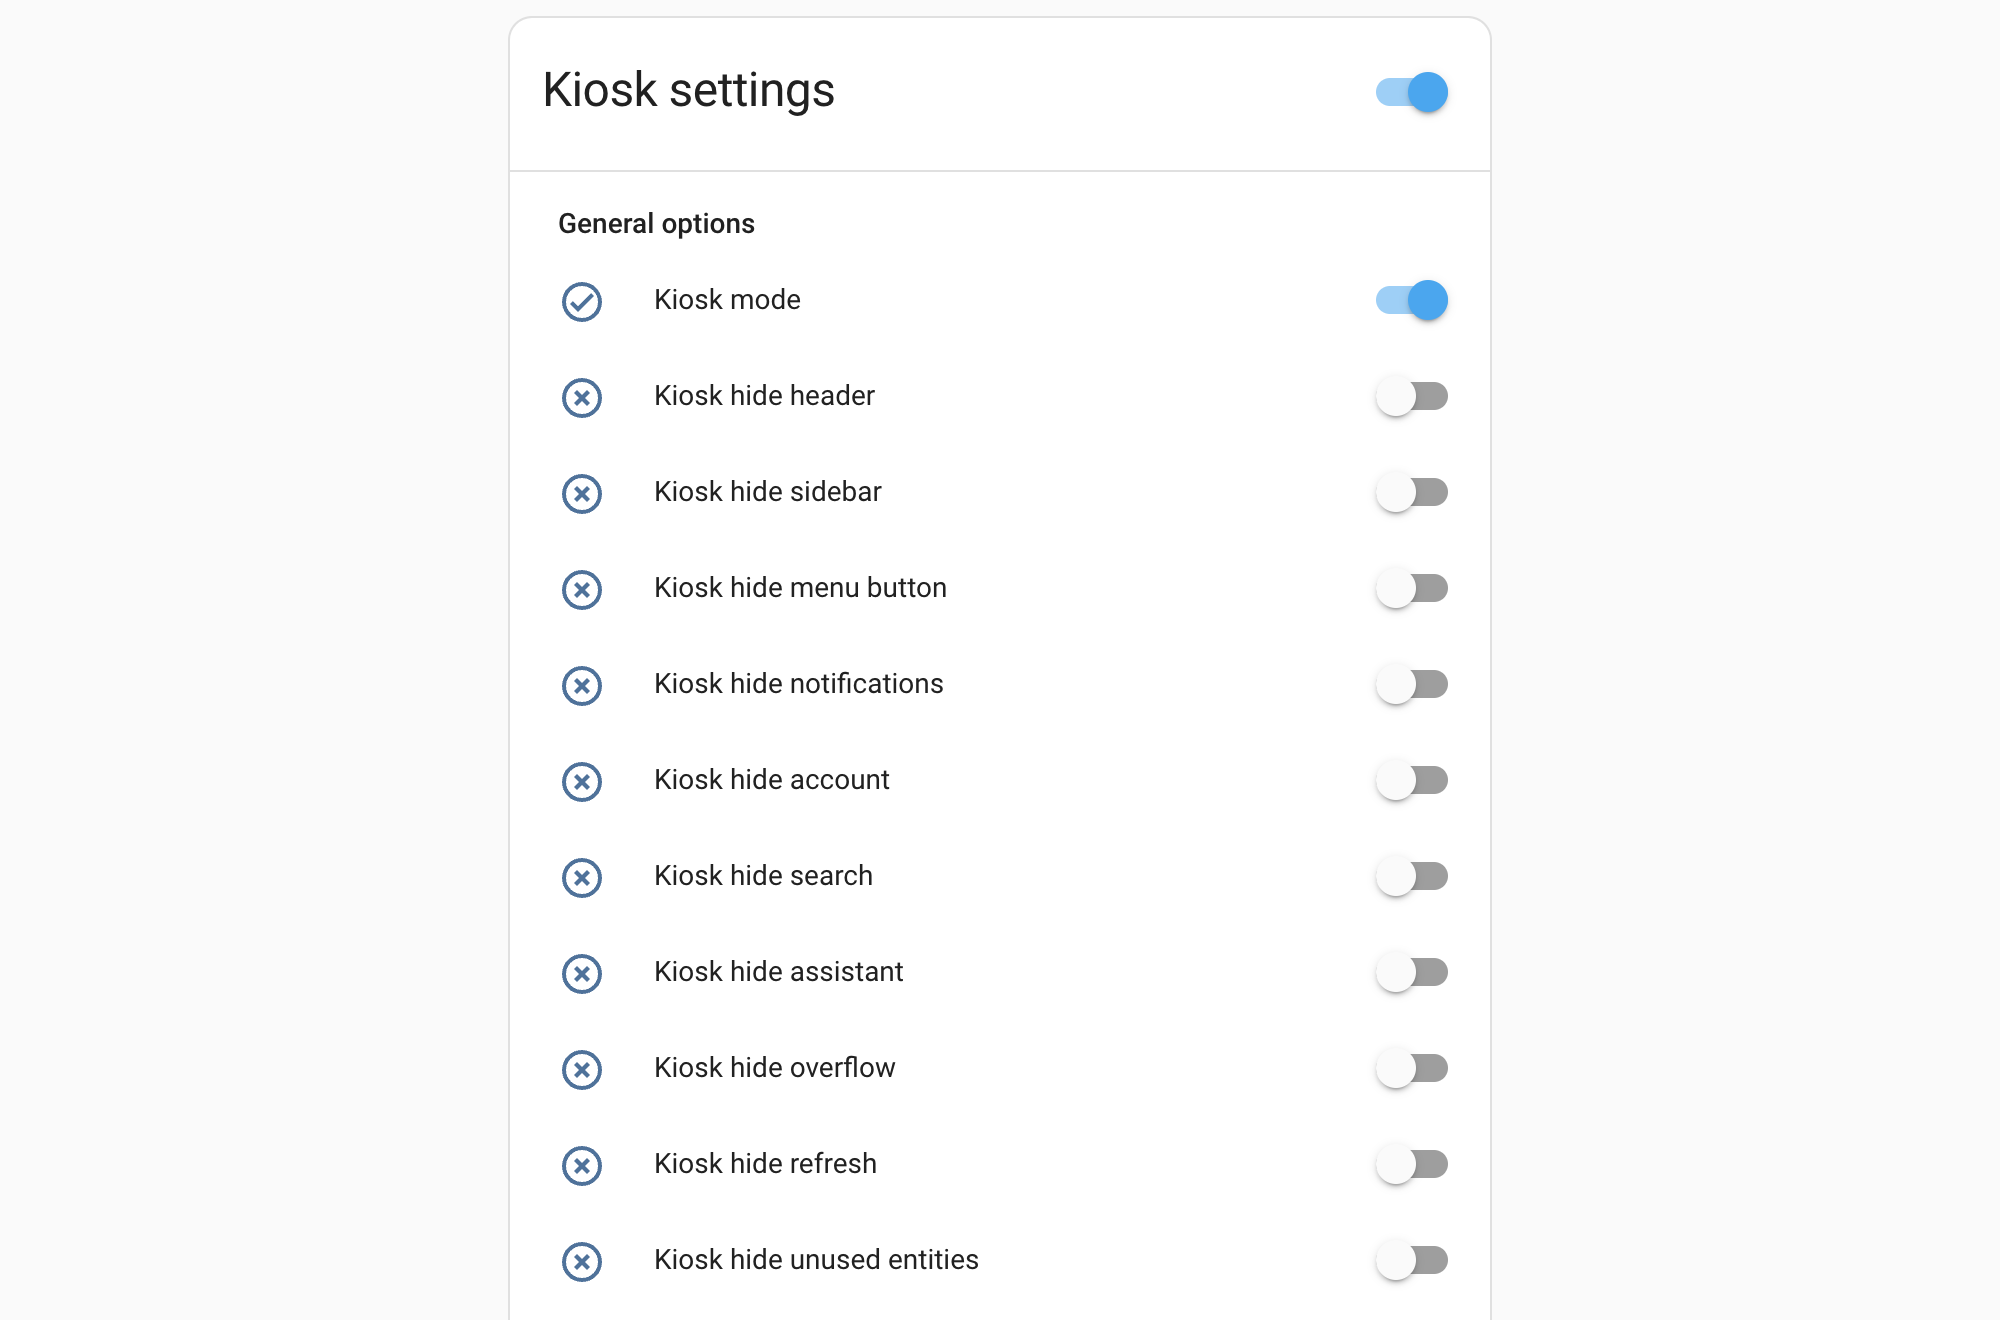 Kiosk settings
General options
Kiosk mode
Kiosk hide header
Kiosk hide sidebar
Kiosk hide menu button
Kiosk hide notifications
Kiosk hide account
Kiosk hide search
Kiosk hide assistant
Kiosk hide overflow
Kiosk hide refresh
Kiosk hide unused entities